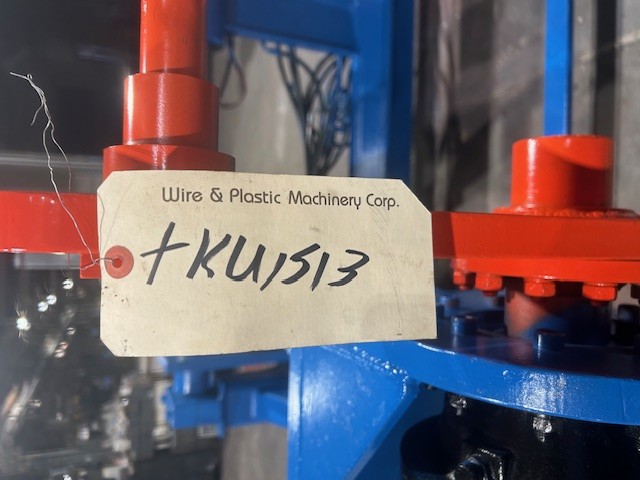 Wire & Plastic Machinery Corp.
+KU1513